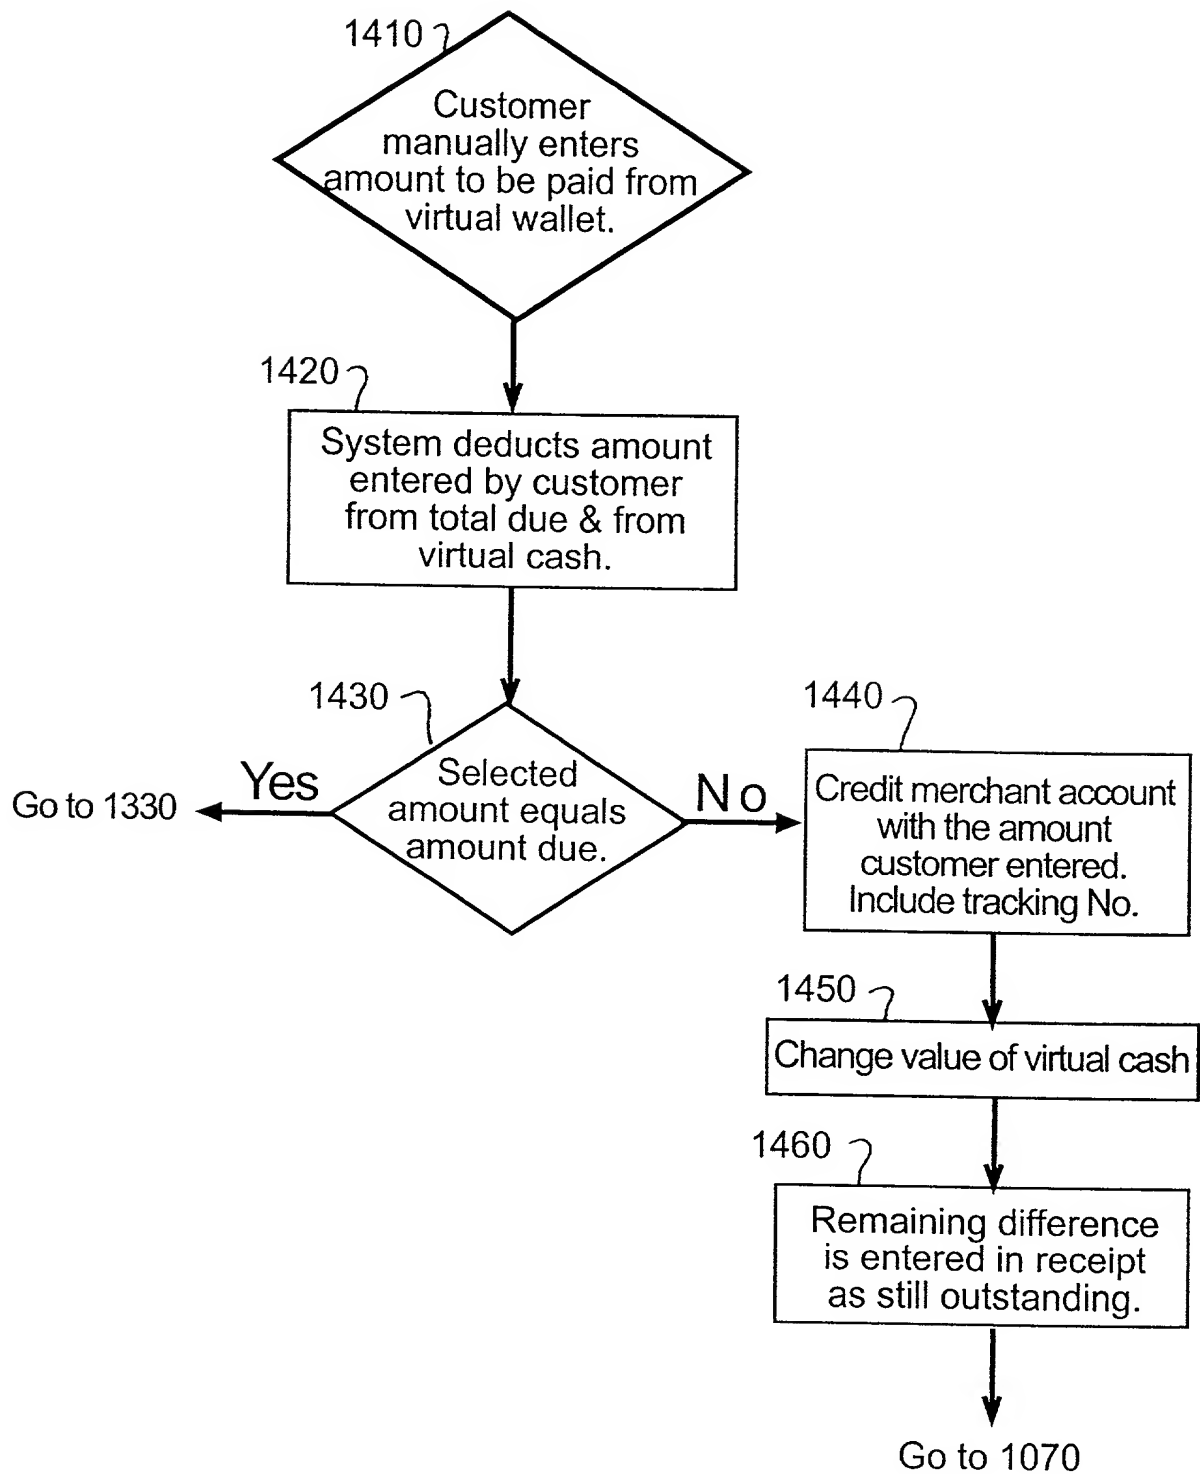 1410
Customer
manually enters
amount to be paid from
virtual wallet.
1420
System deducts amount
entered by customer
from total due & from
virtual cash.
1430
Selected
amount equals
amount due.
Yes
Go to 1330
No
1440
Credit merchant account
with the amount
customer entered.
Include tracking No.
1450
Change value of virtual cash
1460
Remaining difference
is entered in receipt
as still outstanding.
Go to 1070